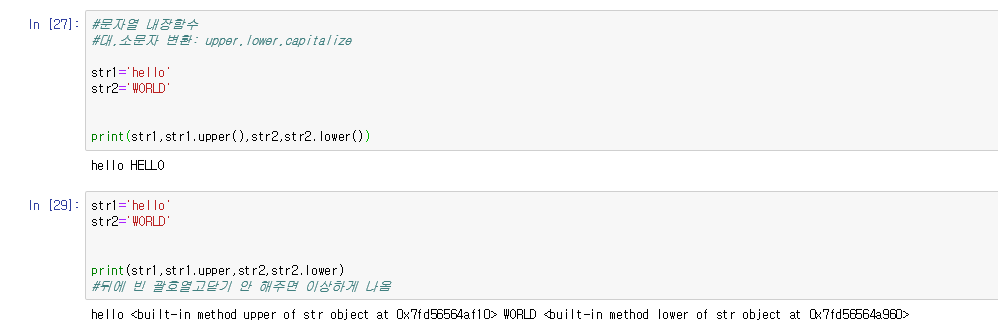 In [27]:
#문자열 내장함수
#대,소문자 변환: upper,lower,capitalize
str1='hello'
str2='WORLD'
print(str1,str1.upper(),str2,str2.lower())
hello HELLO
In [29]:
str1='hello'
str2='WORLD'
print(str1,str1.upper,str2,str2.lower)
#뒤에 빈 괄호열고닫기 안 해주면 이상하게 나옴
hello <built-in method upper of str object at 0x7fd56564af10> WORLD <built-in method lower of str object at 0x7fd56564a960>